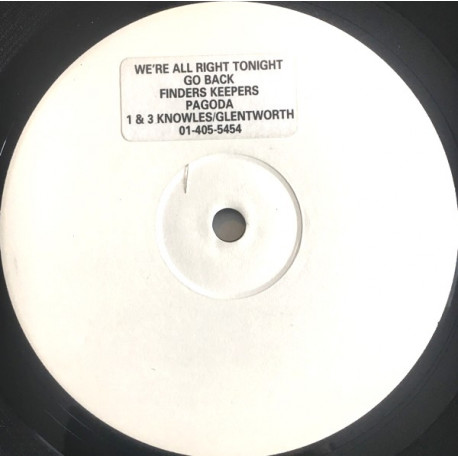 WE'RE ALL RIGHT TONIGHT
GO BACK
FINDERS KEEPERS
PAGODA
1 & 3 KNOWLES/GLENTWORTH
01-405-5454